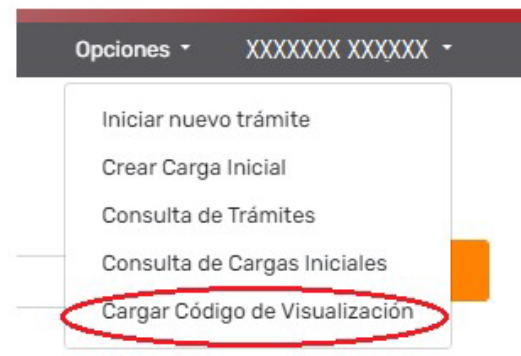 Opciones XXXXXXX XXXXXX
Iniciar nuevo trámite
Crear Carga Inicial
Consulta de Trámites
Consulta de Cargas Iniciales
Cargar Código de Visualización